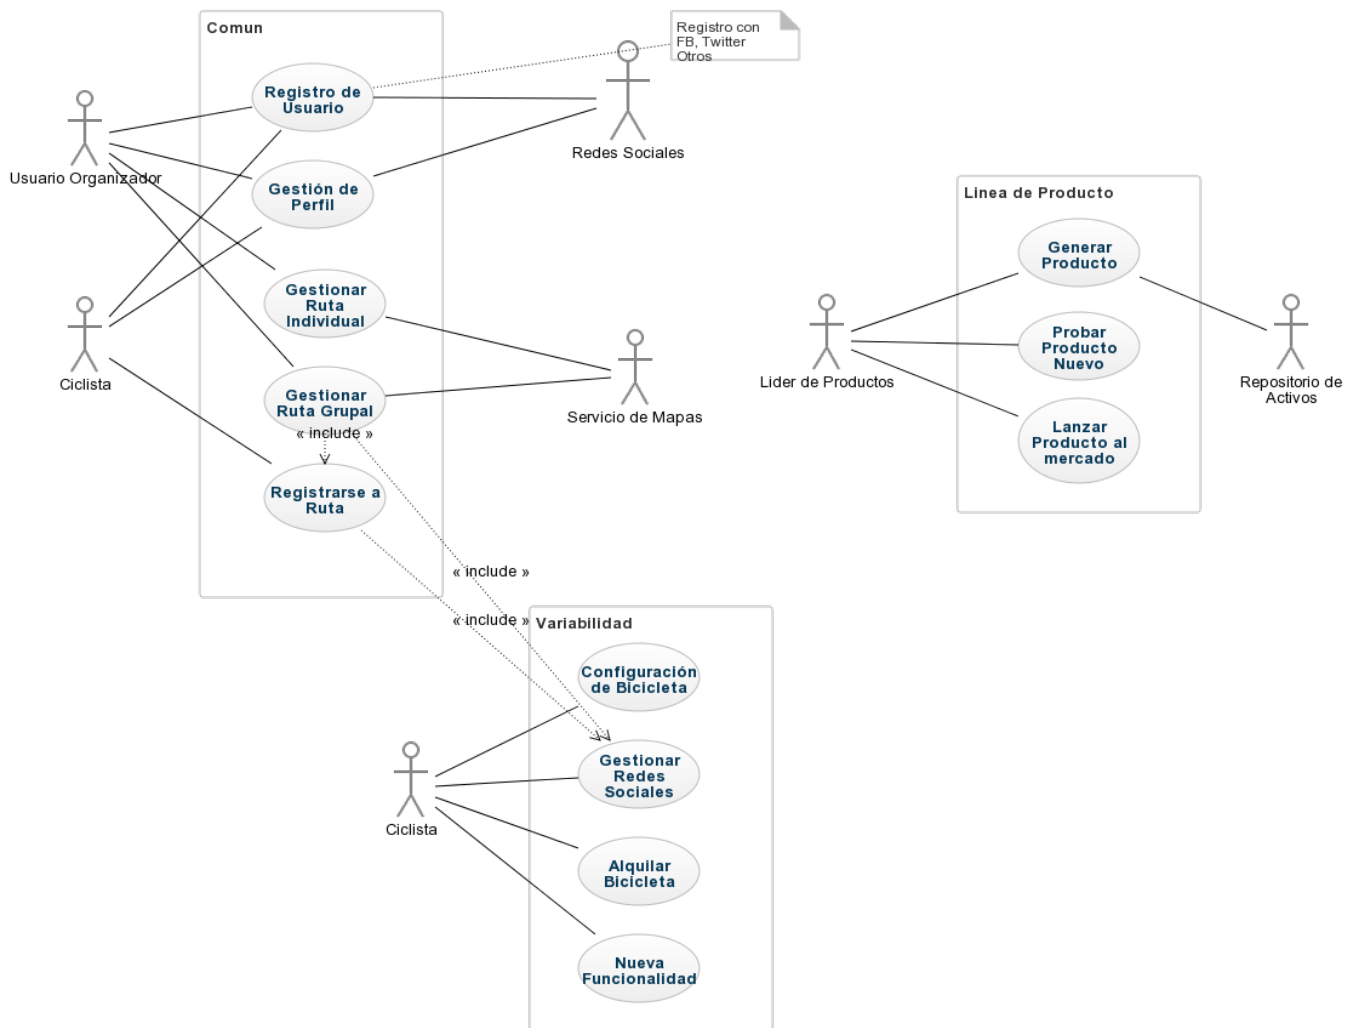 Comun
Registro con
FB, Twitter
Otros
Registro de
Usuario
Usuario Organizador
Redes Sociales
Gestión de
Perfil
Linea de Producto
Generar
Producto
Gestionar
Ruta
Individual
Ciclista
Probar
Producto
Nuevo
Lider de Productos
Repositorio de
Activos
Gestionar
Ruta Grupal
Servicio de Mapas
« include »
Lanzar
Producto al
mercado
Registrarse a
Ruta
« include »
« include »
Variabilidad
Configuración
de Bicicleta
Gestionar
Redes
Sociales
Ciclista
Alquilar
Bicicleta
Nueva
Funcionalidad